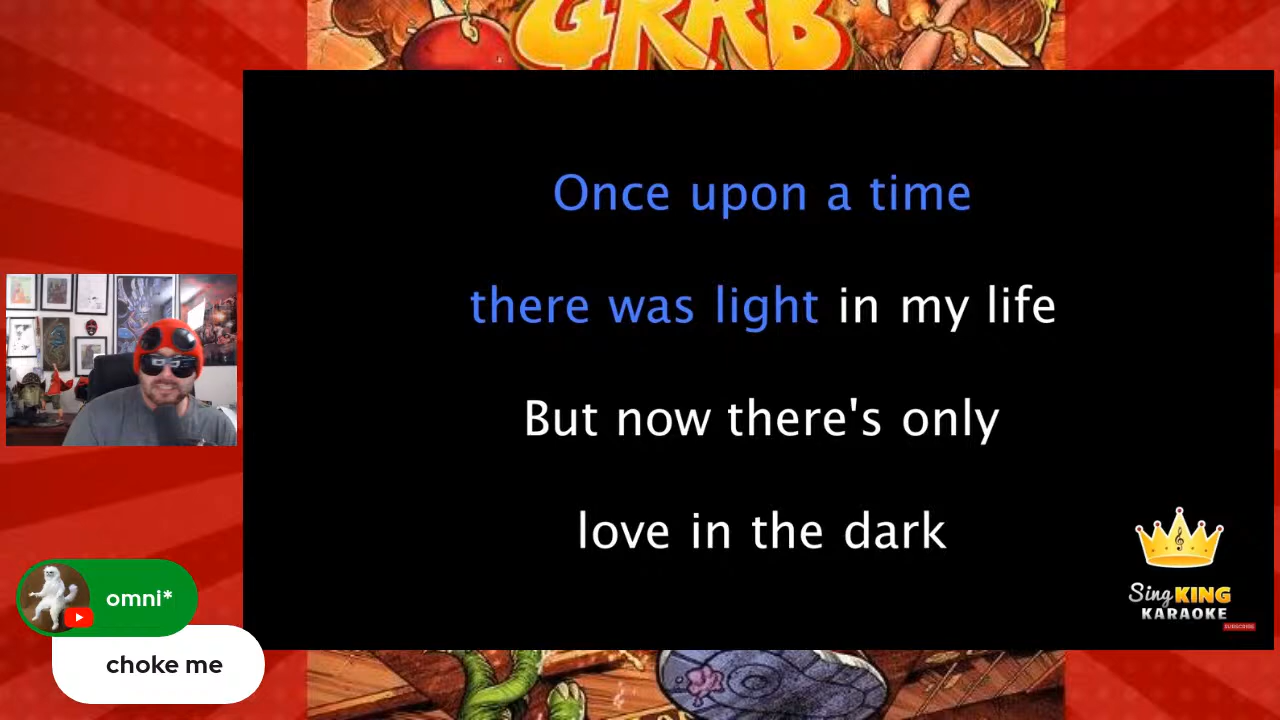 GRRB
Once upon a time
there was light in my life
But now there's only
love in the dark
Sing KING
KARAOKE
SUBSCRIBE
omni*
choke me